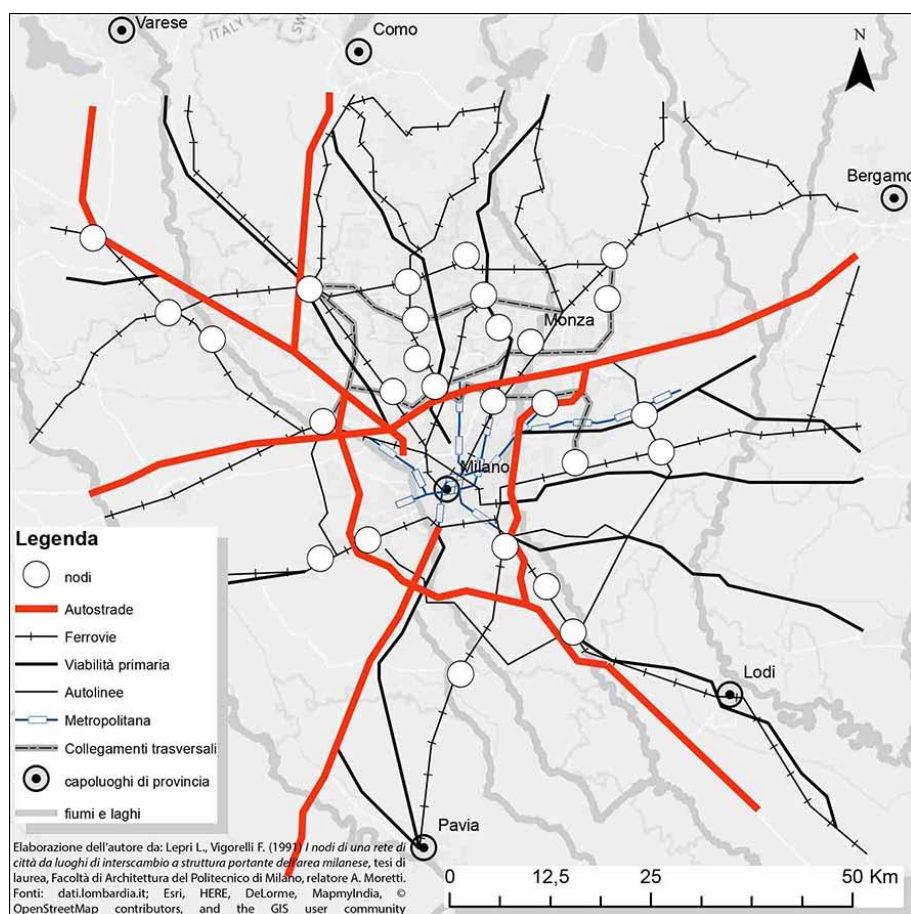 Varese
ITALY
SW
Como
N
Bergamo
Monza
Milano
Legenda
nodi
Autostrade
Ferrovie
Viabilità primaria
Autolinee
Metropolitana
Collegamenti trasversali
capoluoghi di provincia
fiumi e laghi
Lodi
Pavia
Elaborazione dell'autore da: Lepri L., Vigorelli F. (1991) I nodi di una rete di
città da luoghi di interscambio a struttura portante dell'area milanese, tesi di
laurea, Facoltà di Architettura del Politecnico di Milano, relatore A. Moretti.
Fonti: dati.lombardia.it; Esri, HERE, DeLorme, MapmyIndia, ©
OpenStreetMap contributors, and the GIS user community
0 12,5 25 50 Km